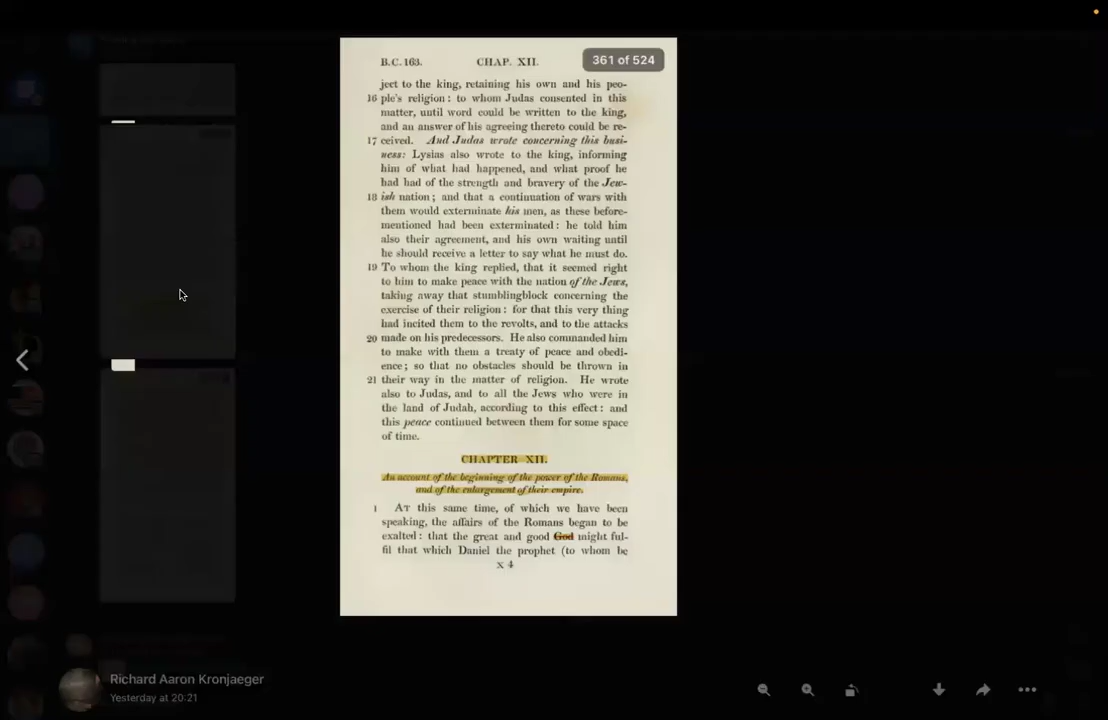 B.C. 163. CHAP. XII.
361 of 524
ject to the king, retaining his own and his peo-
16 ple's religion: to whom Judas consented in this
matter, until word could be written to the king,
and an answer of his agreeing thereto could be re-
17 ceived. And Judas wrote concerning this busi-
ness: Lysias also wrote to the king, informing
him of what had happened, and what proof he
had had of the strength and bravery of the Jew-
18 ish nation; and that a continuation of wars with
them would exterminate his men, as these before-
mentioned had been exterminated: he told him
also their agreement, and his own waiting until
he should receive a letter to say what he must do.
19 To whom the king replied, that it seemed right
to him to make peace with the nation of the Jews,
taking away that stumblingblock concerning the
exercise of their religion: for that this very thing
had incited them to the revolts, and to the attacks
20 made on his predecessors. He also commanded him
to make with them a treaty of peace and obedi-
ence; so that no obstacles should be thrown in
21 their way in the matter of religion. He wrote
also to Judas, and to all the Jews who were in
the land of Judah, according to this effect: and
this peace continued between them for some space
of time.
CHAPTER XII.
An account of the beginning of the power of the Romans,
and of the enlargement of their empire.
1 At this same time, of which we have been
speaking, the affairs of the Romans began to be
exalted: that the great and good God might ful-
fil that which Daniel the prophet (to whom be
X 4
Richard Aaron Kronjaeger
Yesterday at 20:21